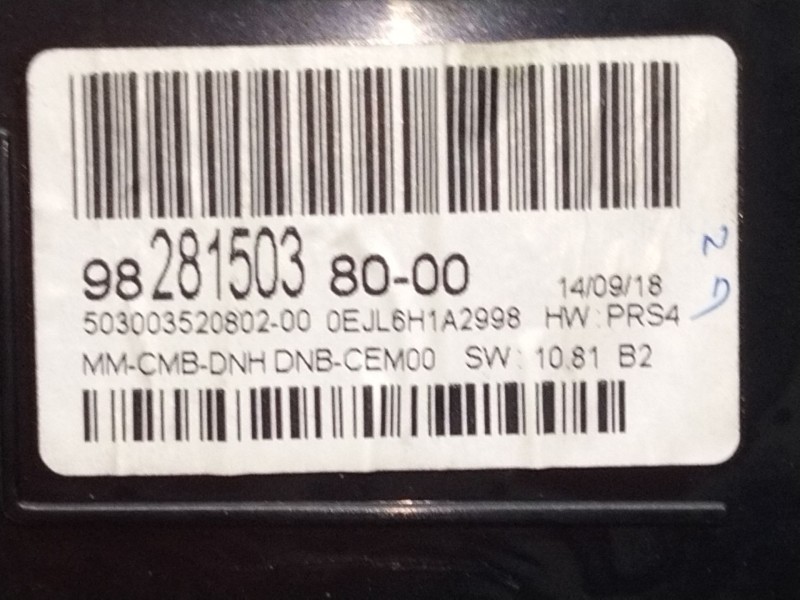 98 281503 80-00 14/09/18
503003520802-00 0EJL6H1A2998 HW : PRS4
MM-CMB-DNH DNB-CEM00 SW : 10.81 B2